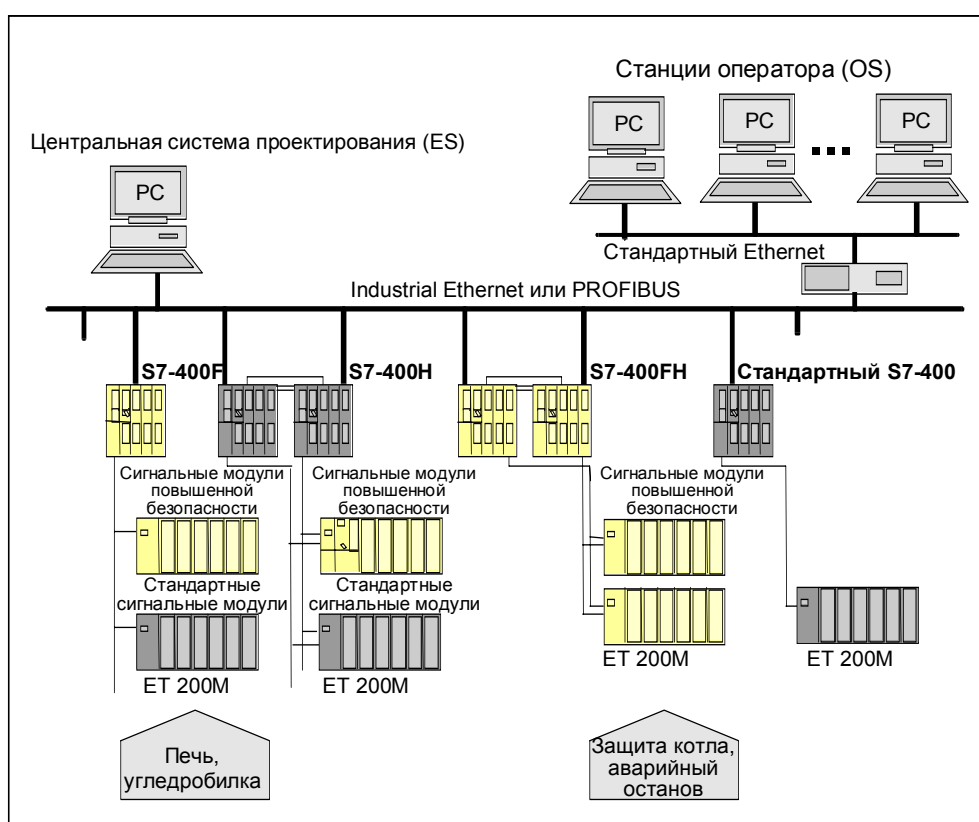 Станции оператора (OS)
PC
PC
PC
Центральная система проектирования (ES)
PC
Стандартный Ethernet
Industrial Ethernet или PROFIBUS
S7-400F
S7-400H
S7-400FH
Стандартный S7-400
Сигнальные модули
повышенной
безопасности
Сигнальные модули
повышенной
безопасности
Сигнальные модули
повышенной
безопасности
Стандартные
сигнальные модули
Стандартные
сигнальные модули
ET 200M
ET 200M
ET 200M
ET 200M
Печь,
угледробилка
Защита котла,
аварийный
останов